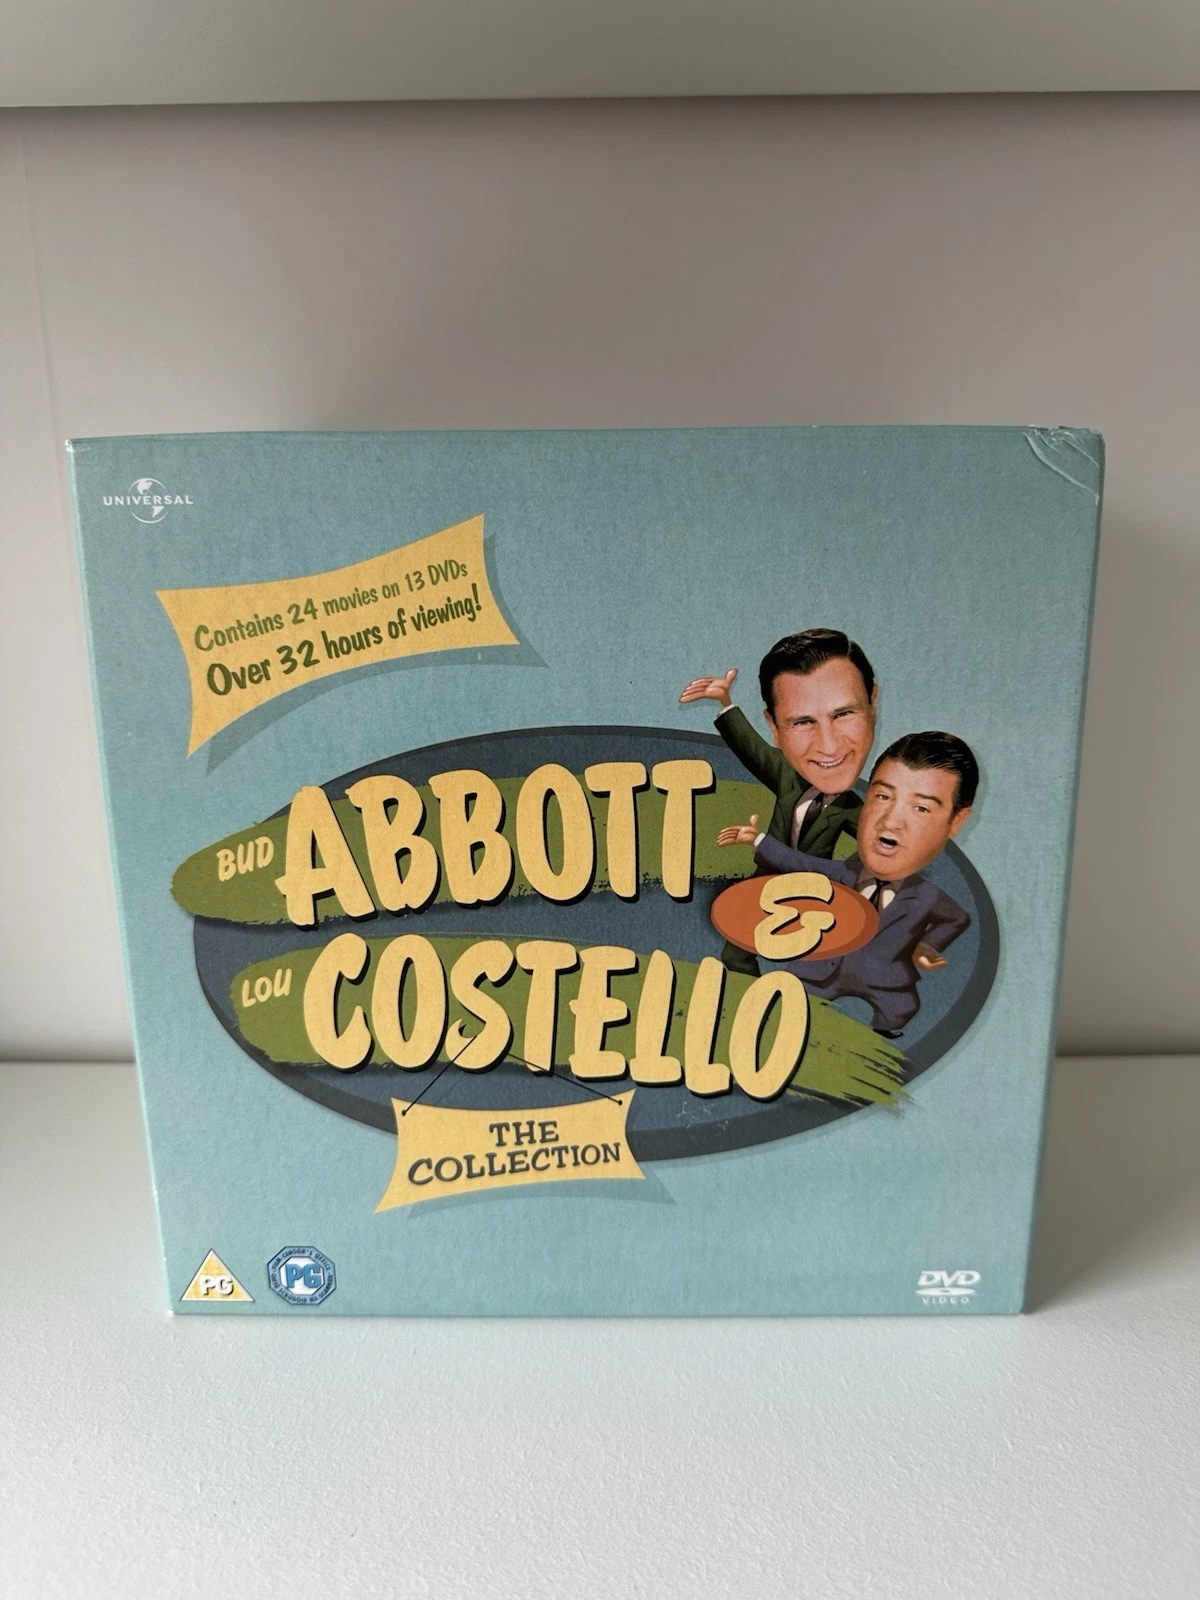 UNIVERSAL
Contains 24 movies on 13 DVDs
Over 32 hours of viewing!
BUD ABBOTT
&
LOU COSTELLO
THE
COLLECTION
PG
PG
DVD
VIDEO